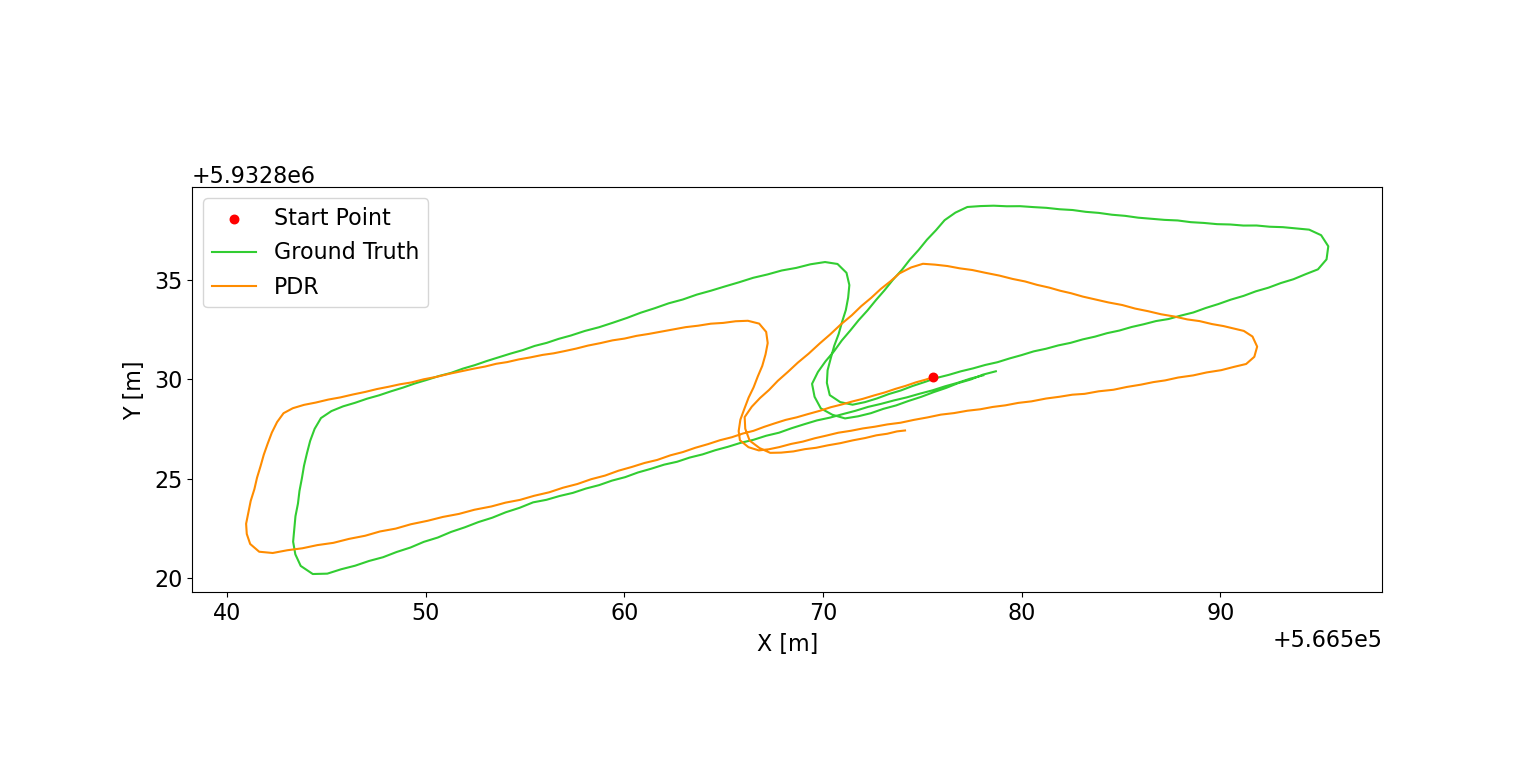 +5.9328e6
Start Point
Ground Truth
PDR
35
30
25
20
Y [m]
40 50 60 70 80 90
X [m]
+5.665e5